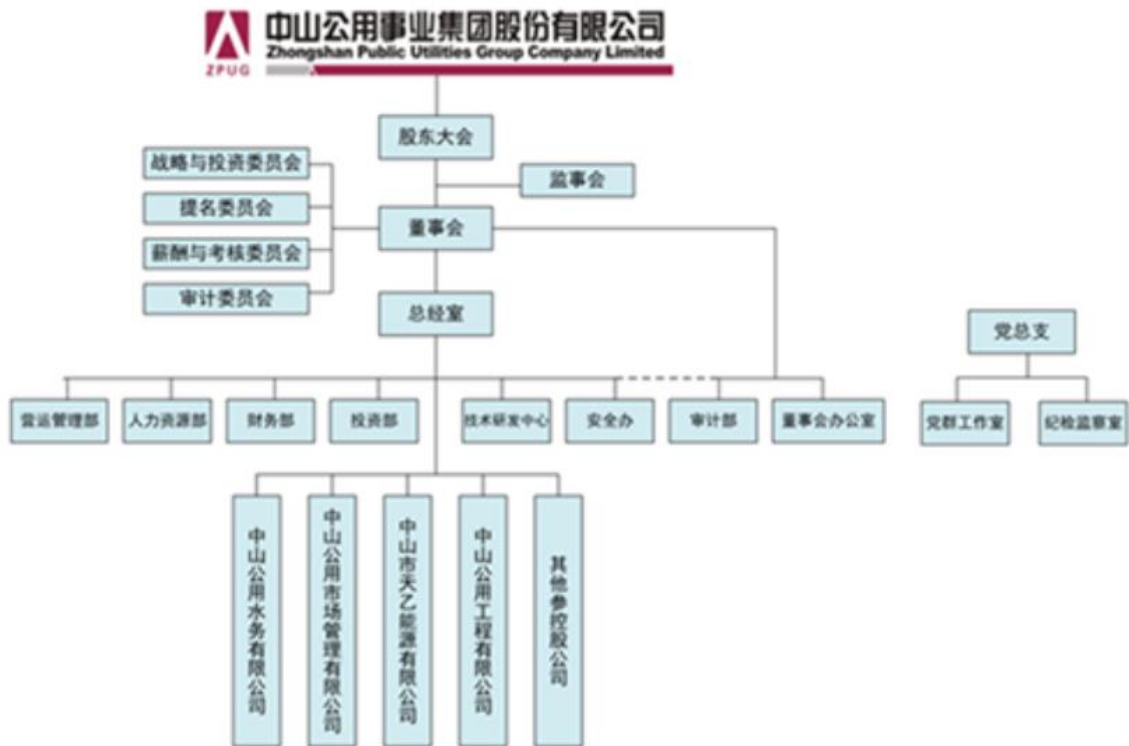 中山公用事业集团股份有限公司
Zhongshan Public Utilities Group Company Limited
ZPUG
股东大会
战略与投资委员会
监事会
提名委员会
董事会
薪酬与考核委员会
审计委员会
总经室
党总支
营运管理部
人力资源部
财务部
投资部
技术研发中心
安全办
审计部
董事会办公室
党群工作室
纪检监察室
中山公用水务有限公司
中山公用市场管理有限公司
中山市天乙能源有限公司
中山公用工程有限公司
其他参控股公司